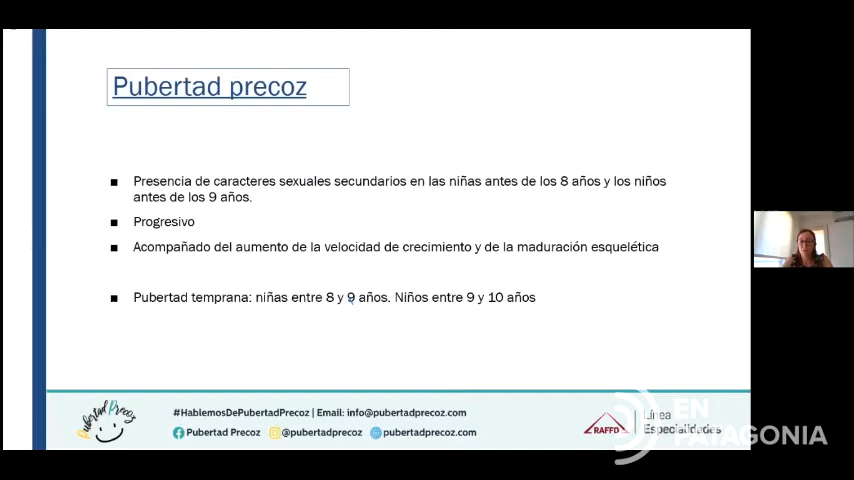 Pubertad precoz
■ Presencia de caracteres sexuales secundarios en las niñas antes de los 8 años y los niños
antes de los 9 años.
■ Progresivo
■ Acompañado del aumento de la velocidad de crecimiento y de la maduración esquelética
■ Pubertad temprana: niñas entre 8 y 9 años. Niños entre 9 y 10 años
Pubertad Precoz
#HablemosDePubertadPrecoz | Email: info@pubertadprecoz.com
Pubertad Precoz @pubertadprecoz pubertadprecoz.com
RAFFO
Línea
Especialidades
EN
PATAGONIA